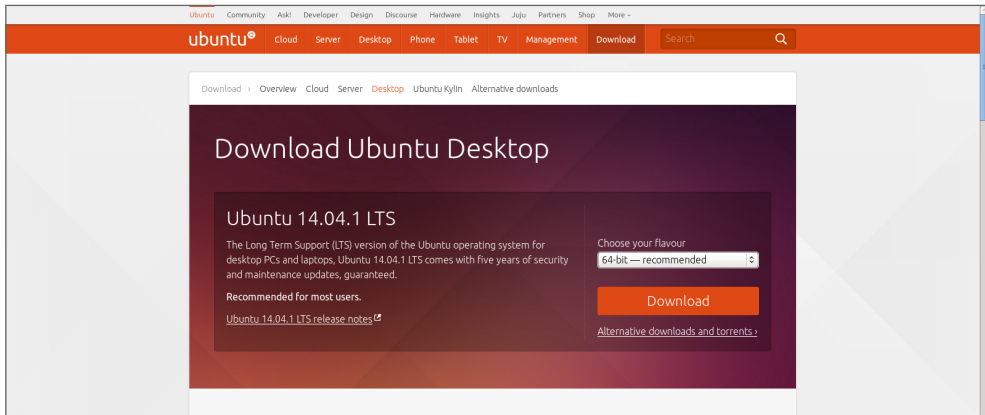 Ubuntu Community Ask! Developer Design Discourse Hardware Insights Juju Partners Shop More
ubuntu Cloud Server Desktop Phone Tablet TV Management Download Search
Download › Overview Cloud Server Desktop Ubuntu Kylin Alternative downloads
Download Ubuntu Desktop
Ubuntu 14.04.1 LTS
The Long Term Support (LTS) version of the Ubuntu operating system for
desktop PCs and laptops, Ubuntu 14.04.1 LTS comes with five years of security
and maintenance updates, guaranteed.
Recommended for most users.
Ubuntu 14.04.1 LTS release notes
Choose your flavour
64-bit — recommended
Download
Alternative downloads and torrents ›